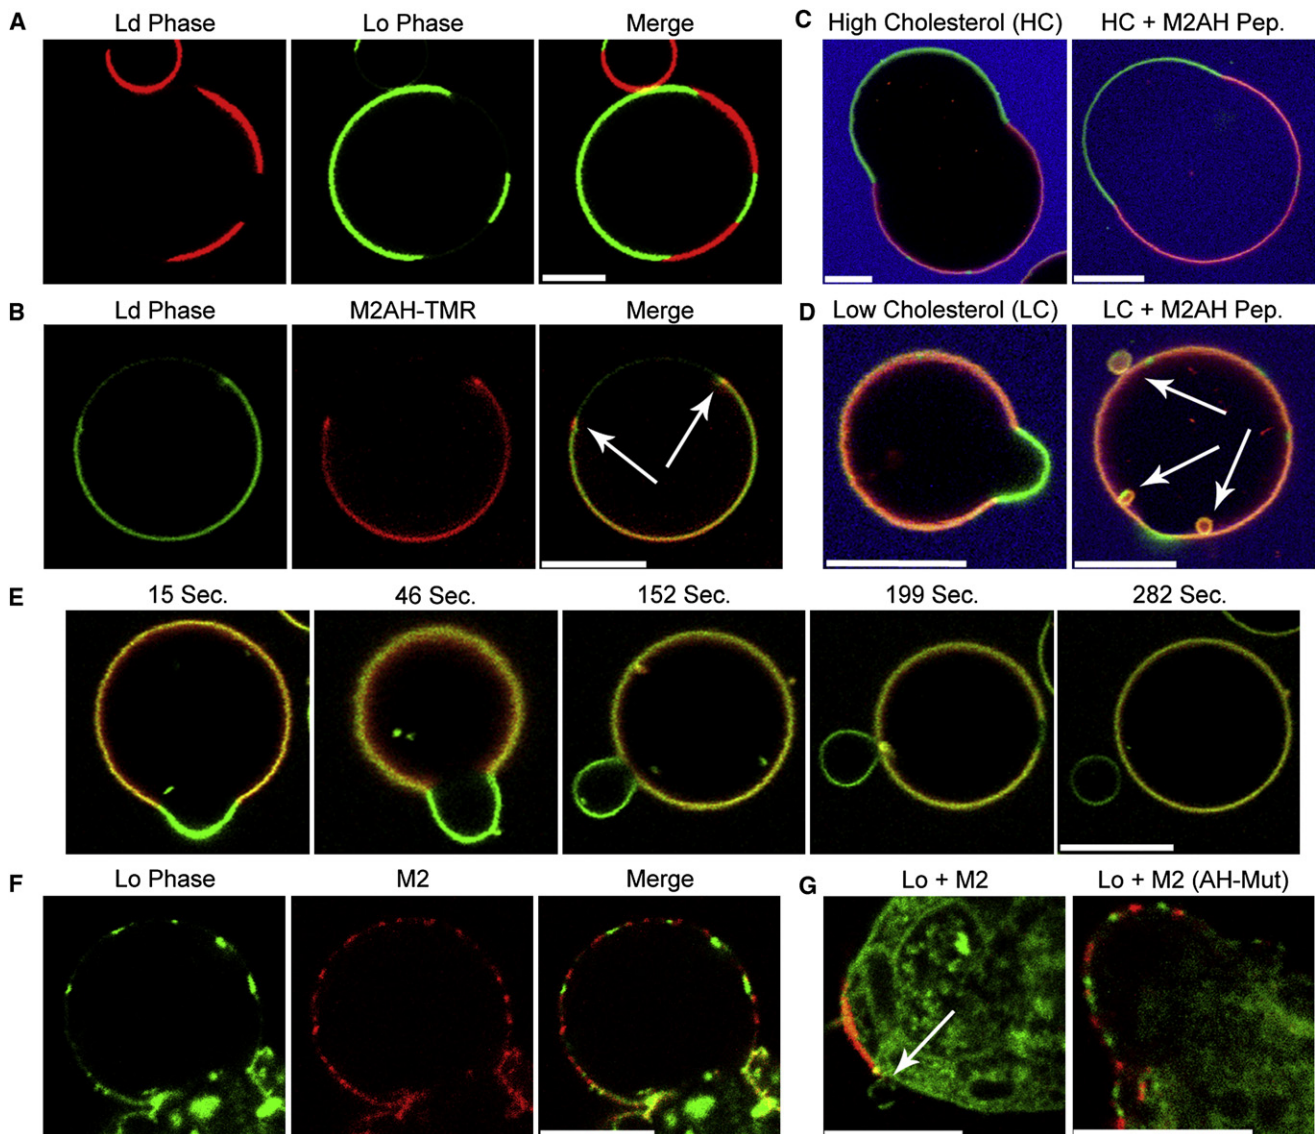 A
Ld Phase
Lo Phase
Merge
B
Ld Phase
M2AH-TMR
Merge
C
High Cholesterol (HC)
HC + M2AH Pep.
D
Low Cholesterol (LC)
LC + M2AH Pep.
E
15 Sec.
46 Sec.
152 Sec.
199 Sec.
282 Sec.
F
Lo Phase
M2
Merge
G
Lo + M2
Lo + M2 (AH-Mut)